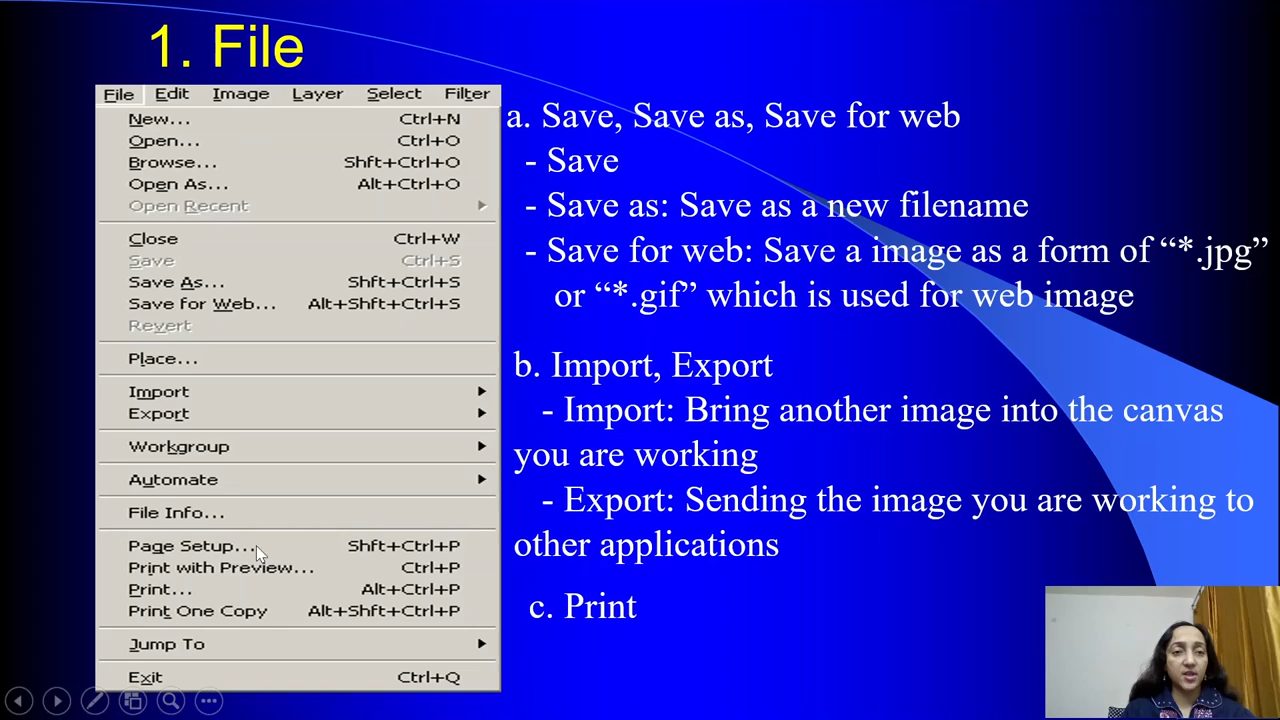 1. File
File Edit Image Layer Select Filter
New... Ctrl+N
Open... Ctrl+O
Browse... Shft+Ctrl+O
Open As... Alt+Ctrl+O
Open Recent
Close Ctrl+W
Save Ctrl+S
Save As... Shft+Ctrl+S
Save for Web... Alt+Shft+Ctrl+S
Revert
Place...
Import
Export
Workgroup
Automate
File Info...
Page Setup... Shft+Ctrl+P
Print with Preview... Ctrl+P
Print... Alt+Ctrl+P
Print One Copy Alt+Shft+Ctrl+P
Jump To
Exit Ctrl+Q
a. Save, Save as, Save for web
- Save
- Save as: Save as a new filename
- Save for web: Save a image as a form of “*.jpg”
or “*.gif” which is used for web image
b. Import, Export
- Import: Bring another image into the canvas
you are working
- Export: Sending the image you are working to
other applications
c. Print